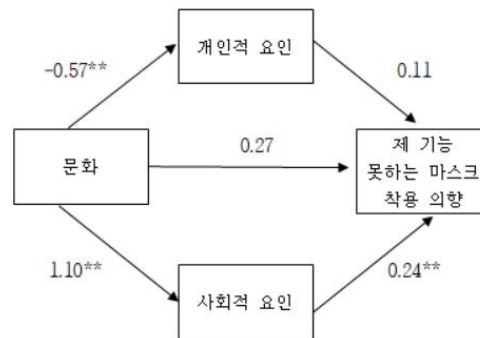 개인적 요인
-0.57**
0.11
문화
0.27
제 기능
못하는 마스크
착용 의향
1.10**
0.24**
사회적 요인